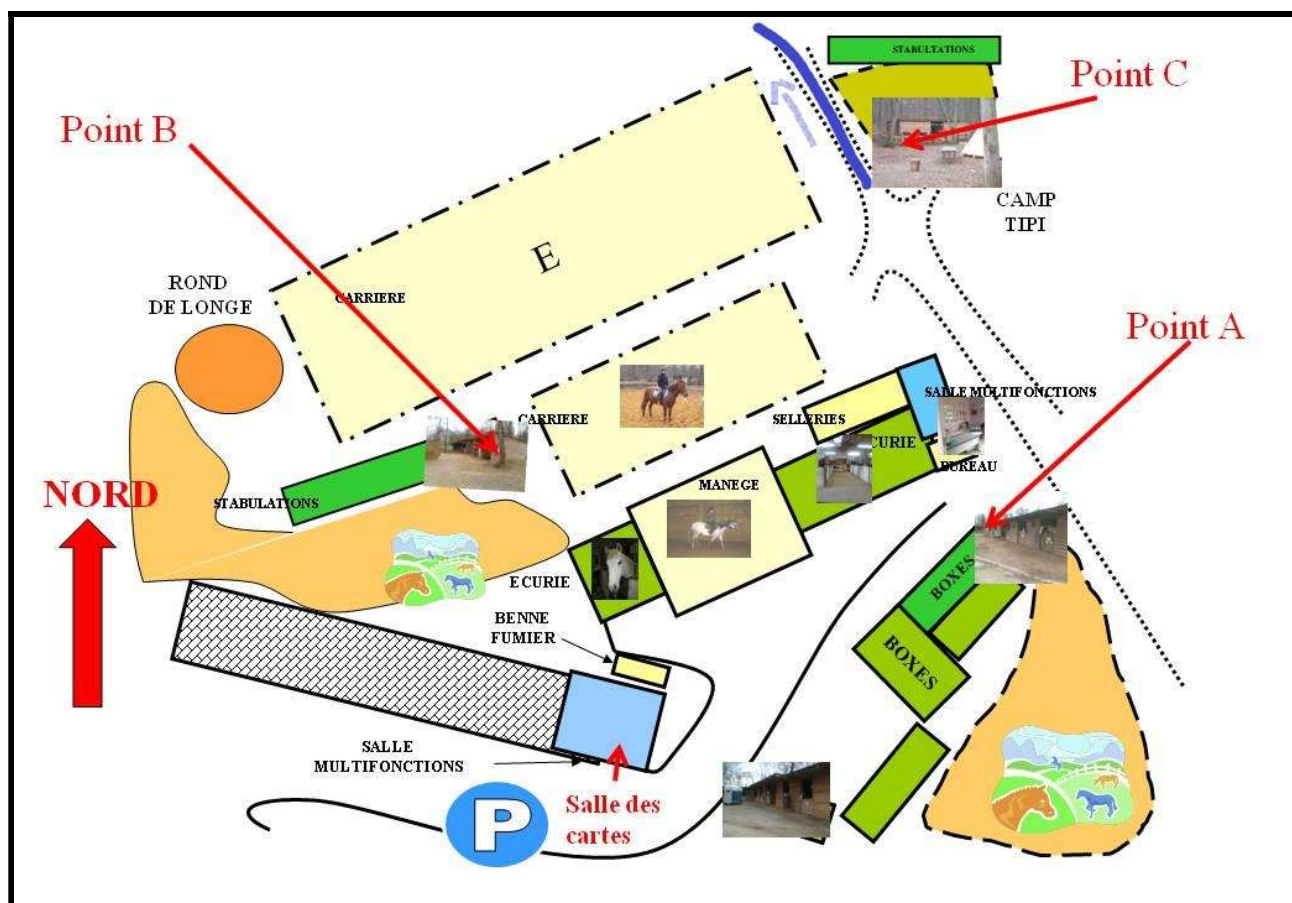 STABULTATIONS
Point C
Point B
CAMP
TIPI
E
ROND
DE LONGE
CARRIERE
Point A
SALLE MULTIFONCTIONS
CARRIERE
SELLERIES
ECURIE
BUREAU
NORD
STABULATIONS
MANEGE
BOXES
ECURIE
BENNE
FUMIER
BOXES
SALLE
MULTIFONCTIONS
P
Salle des
cartes